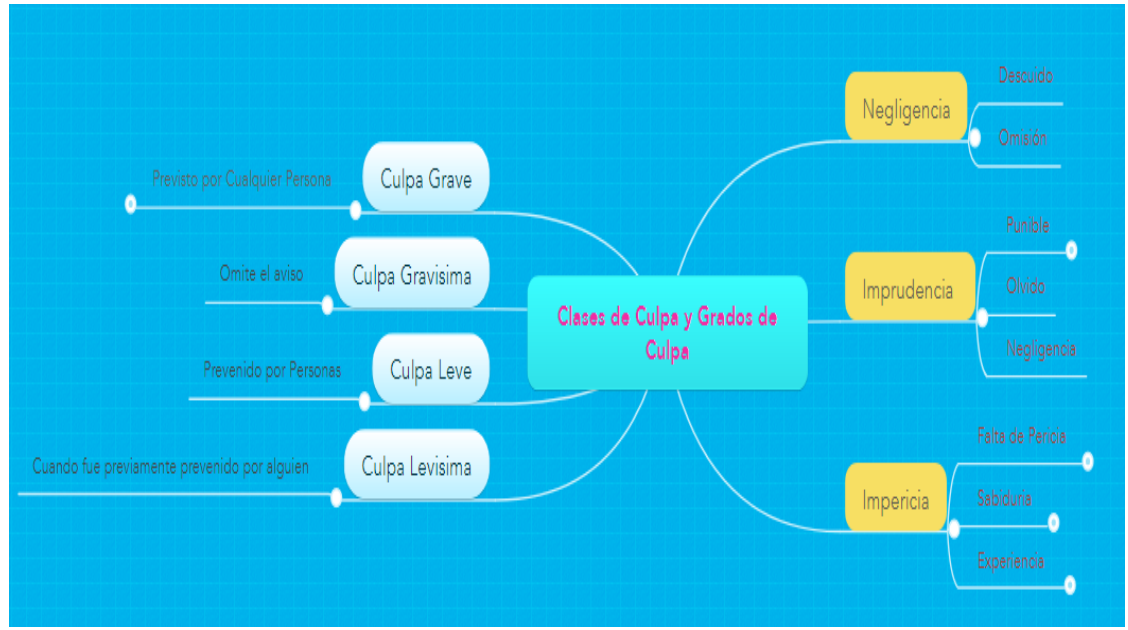 Clases de Culpa y Grados de
Culpa
Culpa Grave
Previsto por Cualquier Persona
Culpa Gravisima
Omite el aviso
Culpa Leve
Prevenido por Personas
Culpa Levisima
Cuando fue previamente prevenido por alguien
Negligencia
Descuido
Omisión
Imprudencia
Punible
Olvido
Negligencia
Impericia
Falta de Pericia
Sabiduria
Experiencia